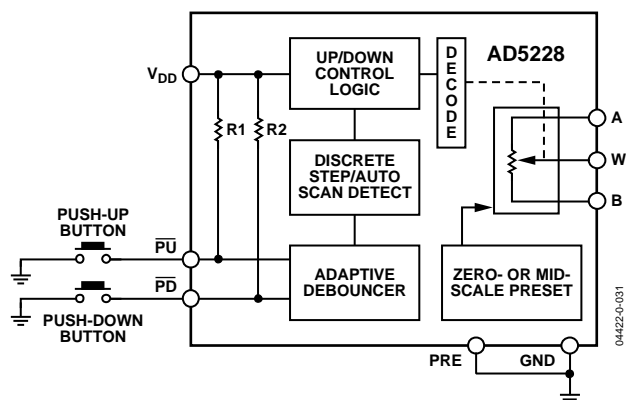 UP/DOWN
CONTROL
LOGIC
DECODE
AD5228
VDD
R1
R2
A
W
B
DISCRETE
STEP/AUTO
SCAN DETECT
PUSH-UP
BUTTON
PU
PD
ADAPTIVE
DEBOUNCER
ZERO- OR MID-
SCALE PRESET
PUSH-DOWN
BUTTON
PRE
GND
04422-0-031